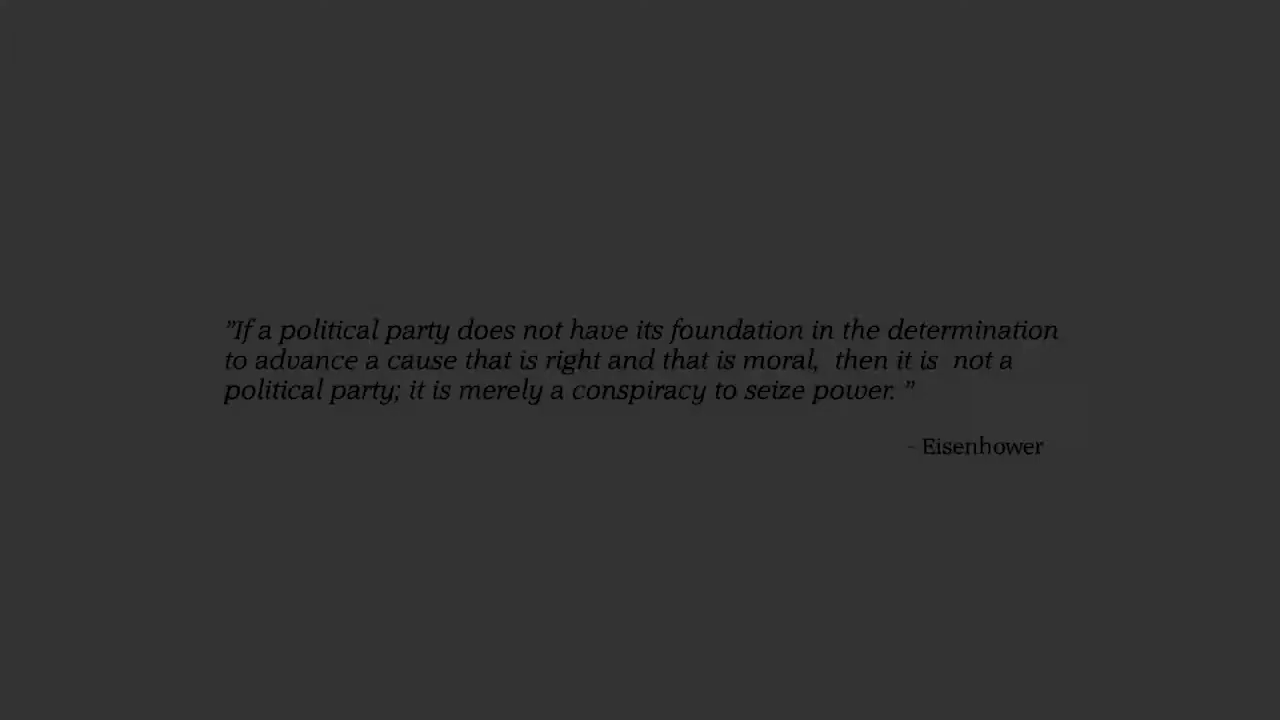 ”If a political party does not have its foundation in the determination
to advance a cause that is right and that is moral,  then it is  not a
political party; it is merely a conspiracy to seize power. ”
- Eisenhower